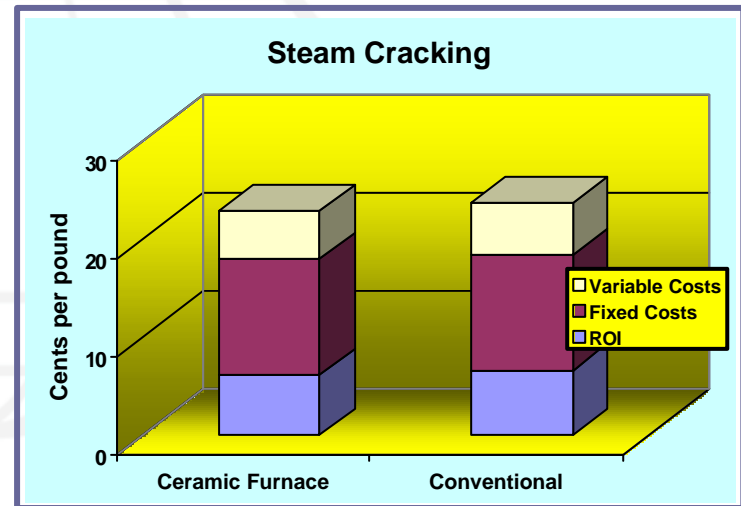 Steam Cracking
Cents per pound
30
20
10
0
Variable Costs
Fixed Costs
ROI
Ceramic Furnace
Conventional